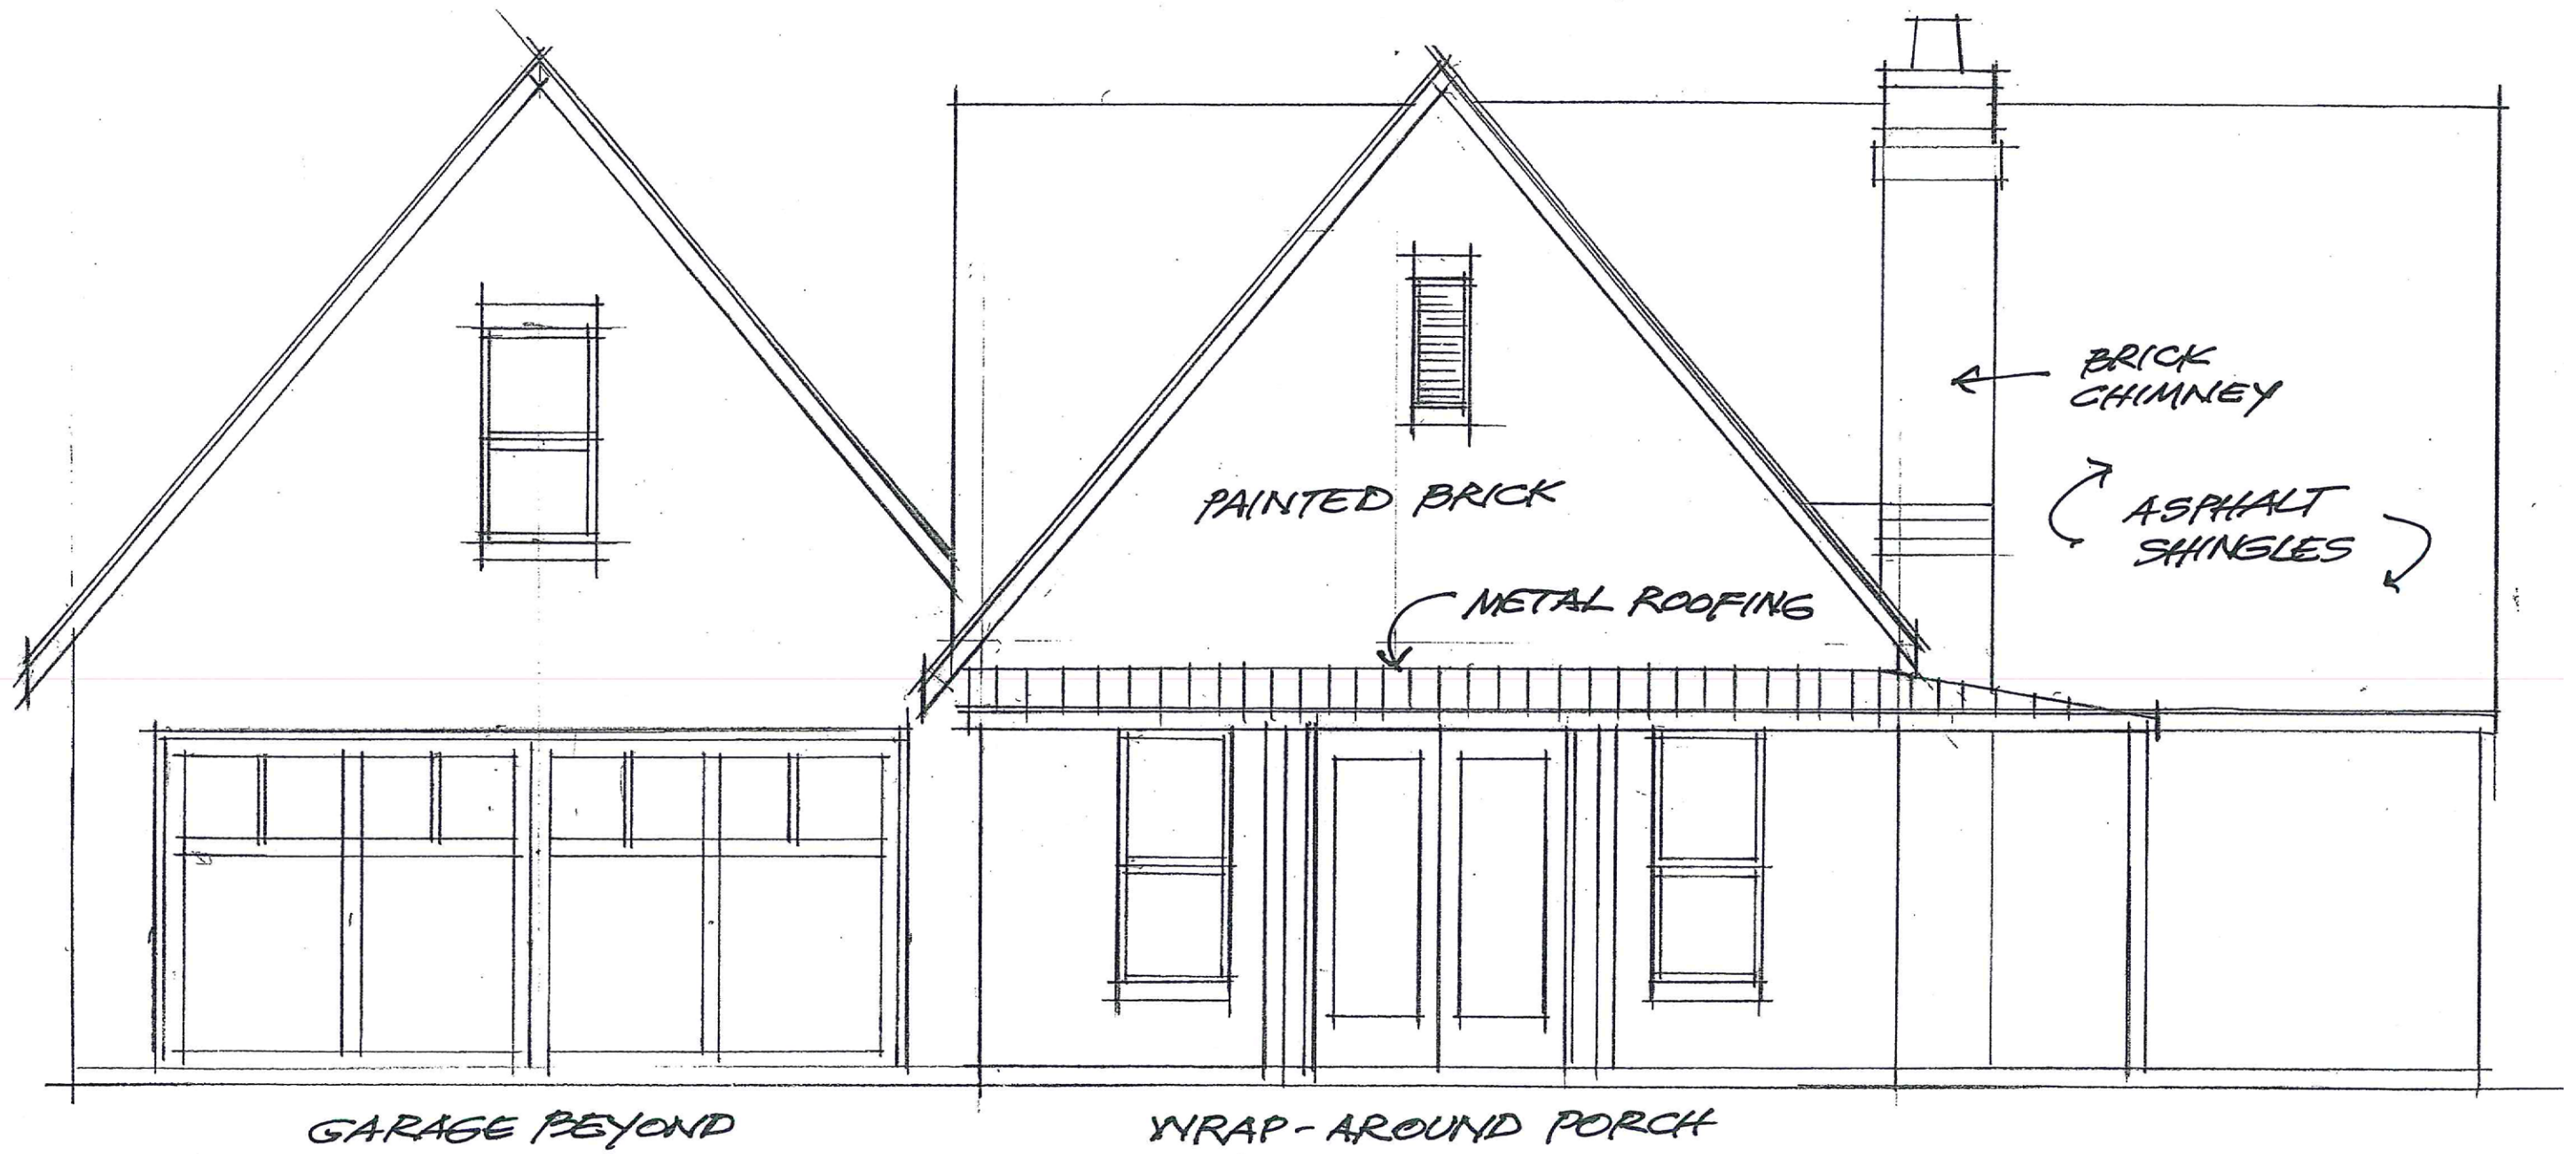 BRICK
CHIMNEY
PAINTED BRICK
ASPHALT
SHINGLES
METAL ROOFING
GARAGE BEYOND
WRAP-AROUND PORCH